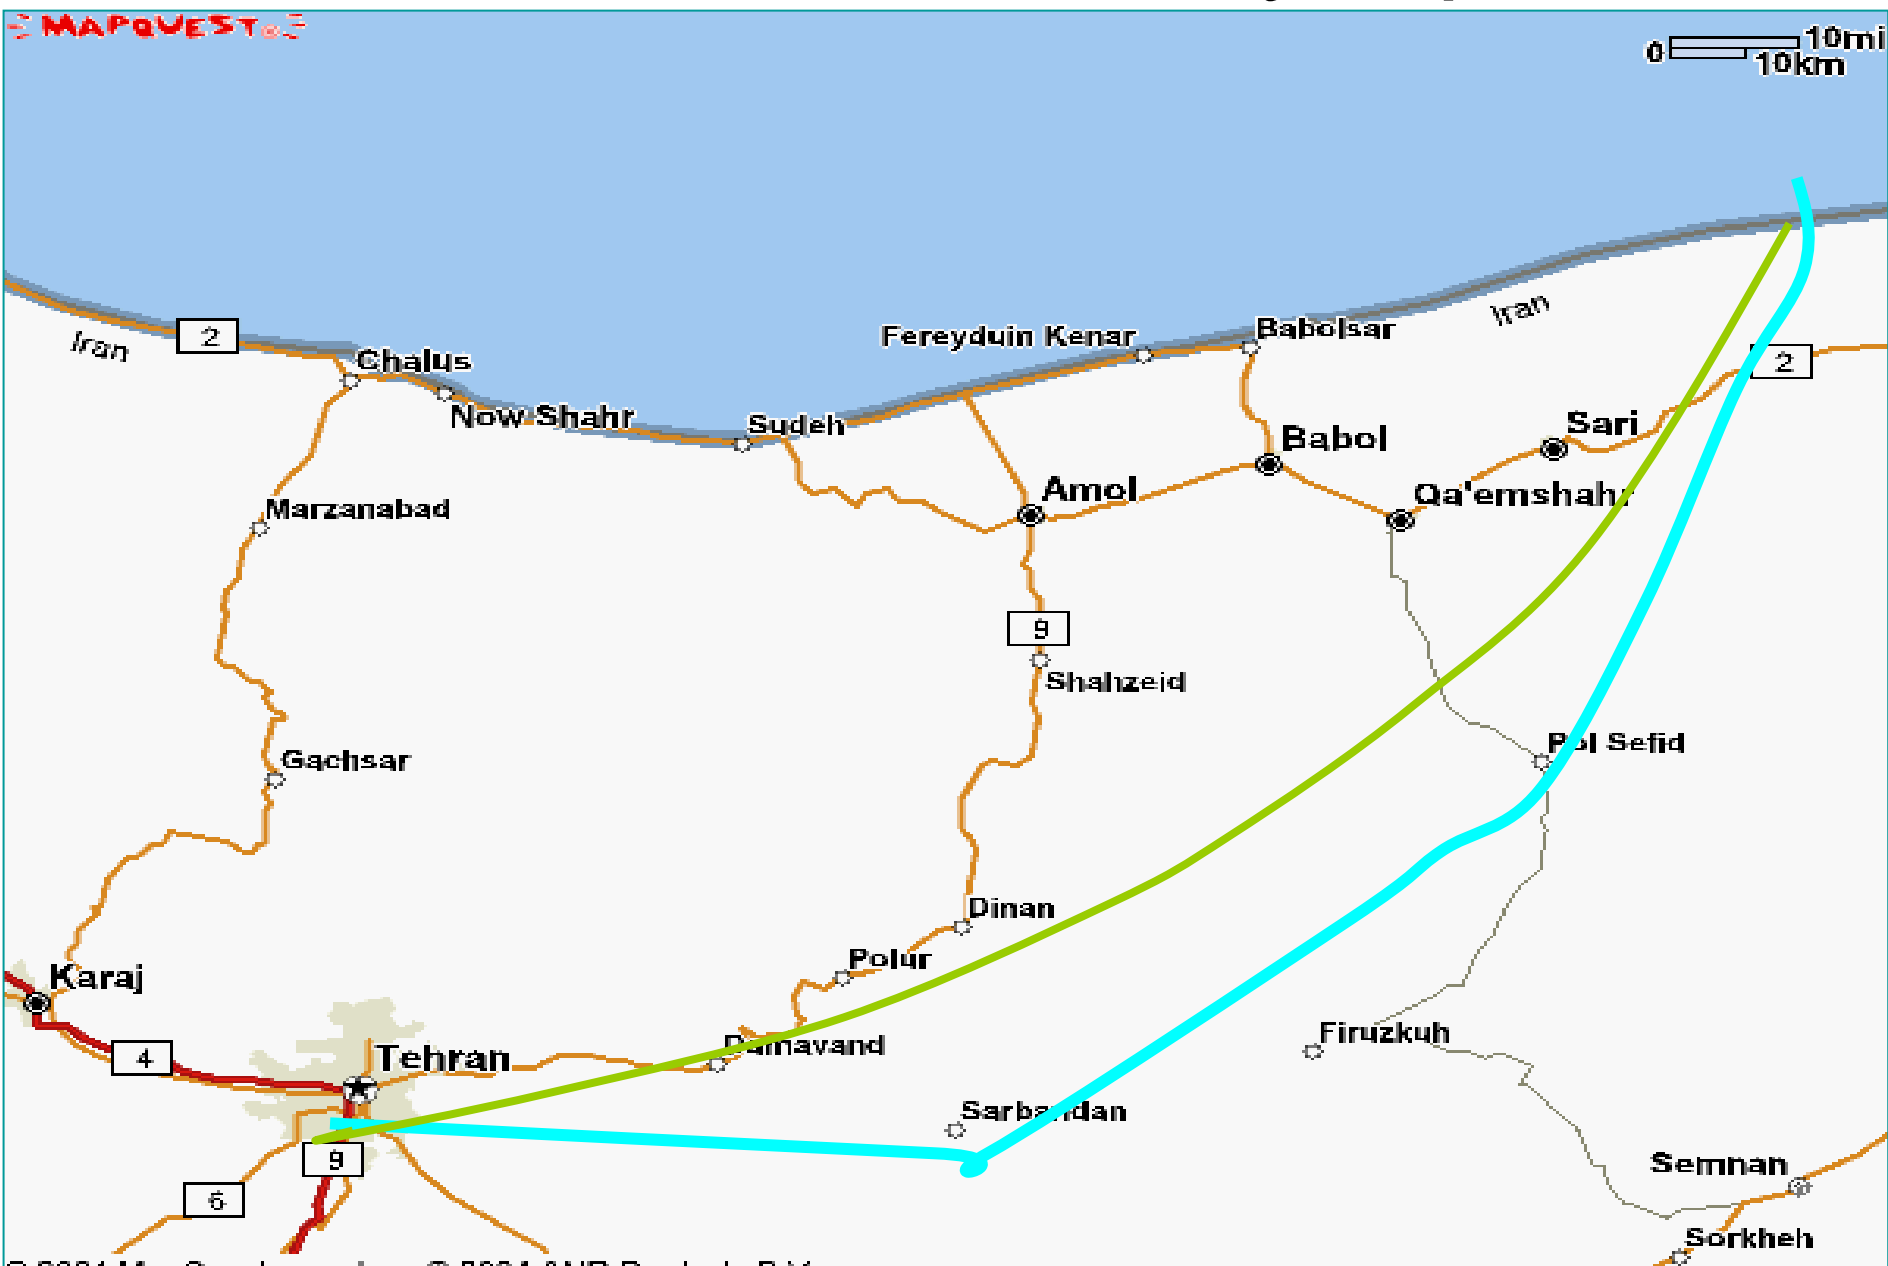 MAPQUEST
10mi
0
10km
Iran
2
Chalus
Now Shahr
Sudeh
Fereyduin Kenar
Babolsar
Iran
2
Sari
Babol
Amol
Qa'emshahr
Marzanabad
9
Shahzeid
Pol Sefid
Gachsar
Dinan
Polur
Karaj
Firuzkuh
Damavand
4
Tehran
Sarbandan
9
Semnan
6
Sorkheh